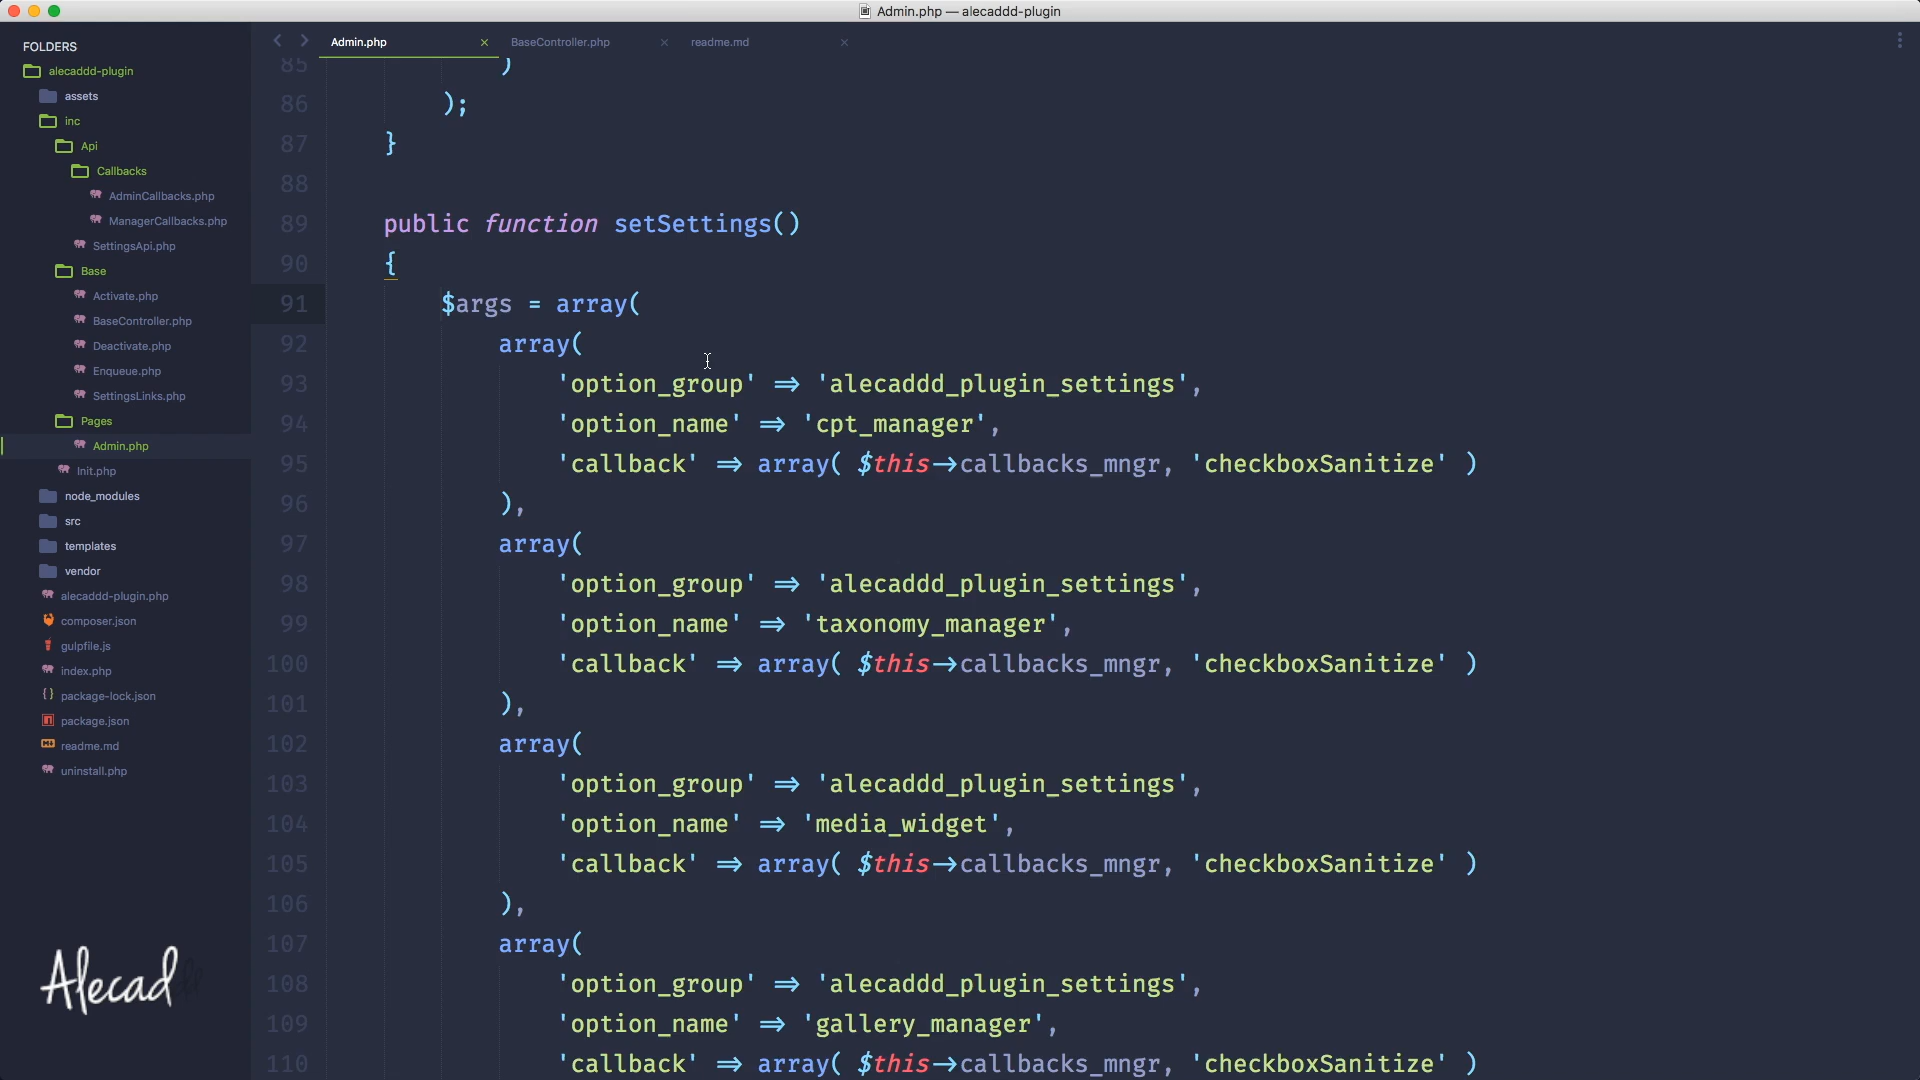 Admin.php — alecaddd-plugin
FOLDERS
alecaddd-plugin
assets
inc
Api
Callbacks
AdminCallbacks.php
ManagerCallbacks.php
SettingsApi.php
Base
Activate.php
BaseController.php
Deactivate.php
Enqueue.php
SettingsLinks.php
Pages
Admin.php
Init.php
node_modules
src
templates
vendor
alecaddd-plugin.php
composer.json
gulpfile.js
index.php
package-lock.json
package.json
readme.md
uninstall.php
Alecad
Admin.php BaseController.php readme.md
85 )
86 );
87 }
88
89 public function setSettings()
90 {
91 $args = array(
92 array(
93 'option_group' => 'alecaddd_plugin_settings',
94 'option_name' => 'cpt_manager',
95 'callback' => array( $this->callbacks_mngr, 'checkboxSanitize' )
96 ),
97 array(
98 'option_group' => 'alecaddd_plugin_settings',
99 'option_name' => 'taxonomy_manager',
100 'callback' => array( $this->callbacks_mngr, 'checkboxSanitize' )
101 ),
102 array(
103 'option_group' => 'alecaddd_plugin_settings',
104 'option_name' => 'media_widget',
105 'callback' => array( $this->callbacks_mngr, 'checkboxSanitize' )
106 ),
107 array(
108 'option_group' => 'alecaddd_plugin_settings',
109 'option_name' => 'gallery_manager',
110 'callback' => array( $this->callbacks_mngr, 'checkboxSanitize' )